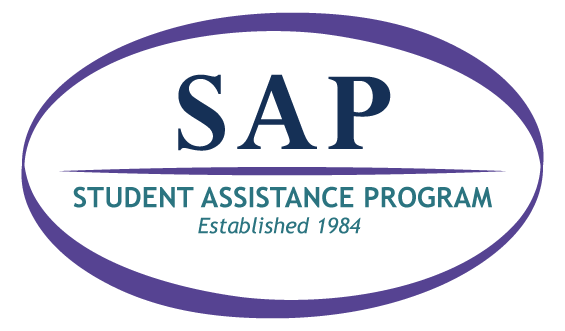 SAP
STUDENT ASSISTANCE PROGRAM
Established 1984